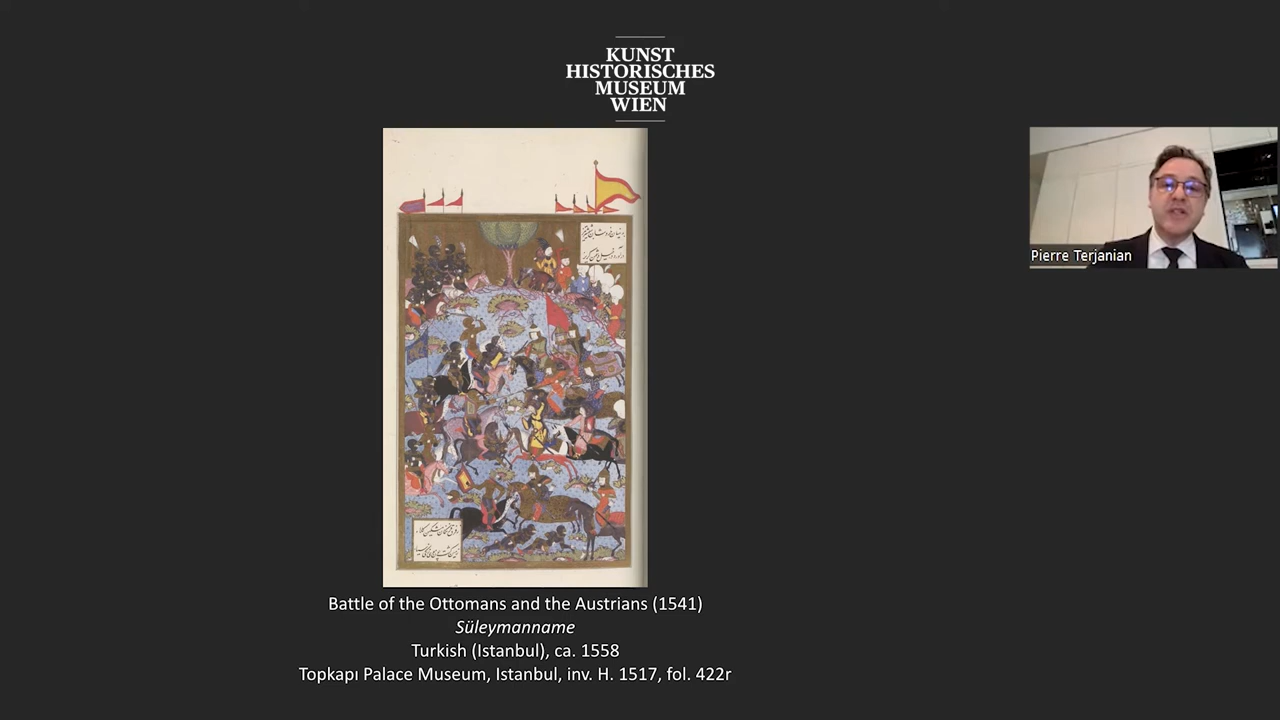 KUNST
HISTORISCHES
MUSEUM
WIEN
Pierre Terjanian
Battle of the Ottomans and the Austrians (1541)
Süleymanname
Turkish (Istanbul), ca. 1558
Topkapı Palace Museum, Istanbul, inv. H. 1517, fol. 422r